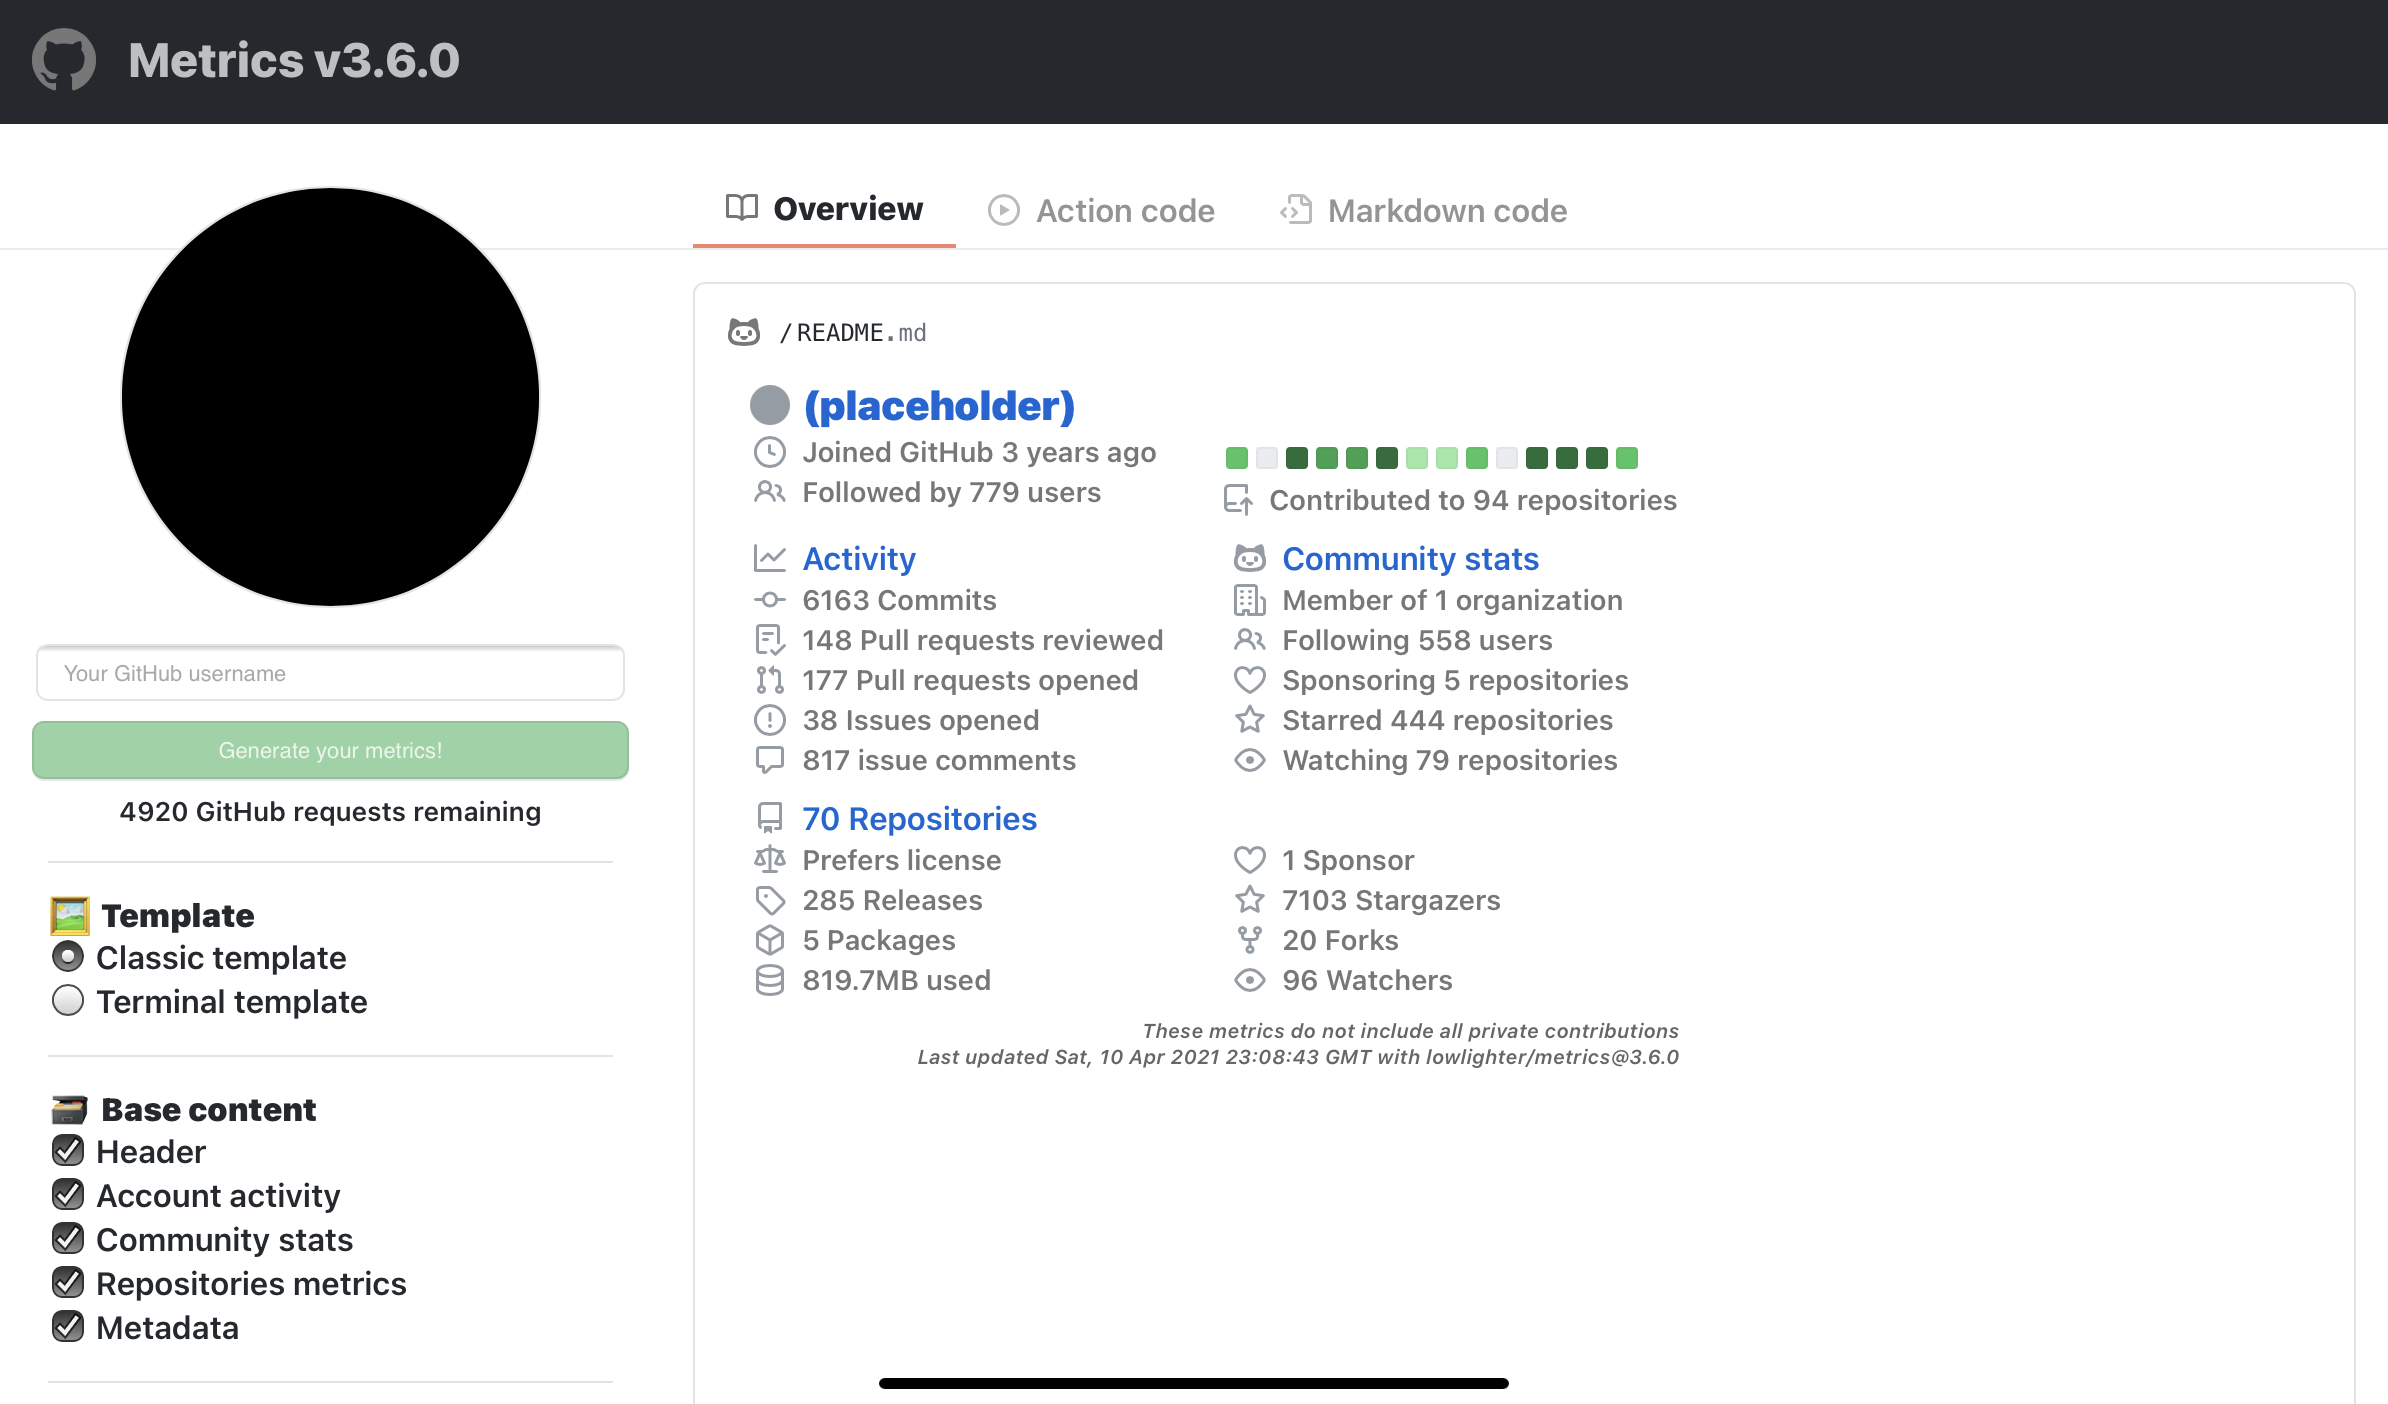 Metrics v3.6.0
Overview
Action code
Markdown code
Your GitHub username
Generate your metrics!
4920 GitHub requests remaining
Template
Classic template
Terminal template
Base content
Header
Account activity
Community stats
Repositories metrics
Metadata
/README.md
(placeholder)
Joined GitHub 3 years ago
Followed by 779 users
Contributed to 94 repositories
Activity
6163 Commits
148 Pull requests reviewed
177 Pull requests opened
38 Issues opened
817 issue comments
Community stats
Member of 1 organization
Following 558 users
Sponsoring 5 repositories
Starred 444 repositories
Watching 79 repositories
70 Repositories
Prefers license
285 Releases
5 Packages
819.7MB used
1 Sponsor
7103 Stargazers
20 Forks
96 Watchers
These metrics do not include all private contributions
Last updated Sat, 10 Apr 2021 23:08:43 GMT with lowlighter/metrics@3.6.0